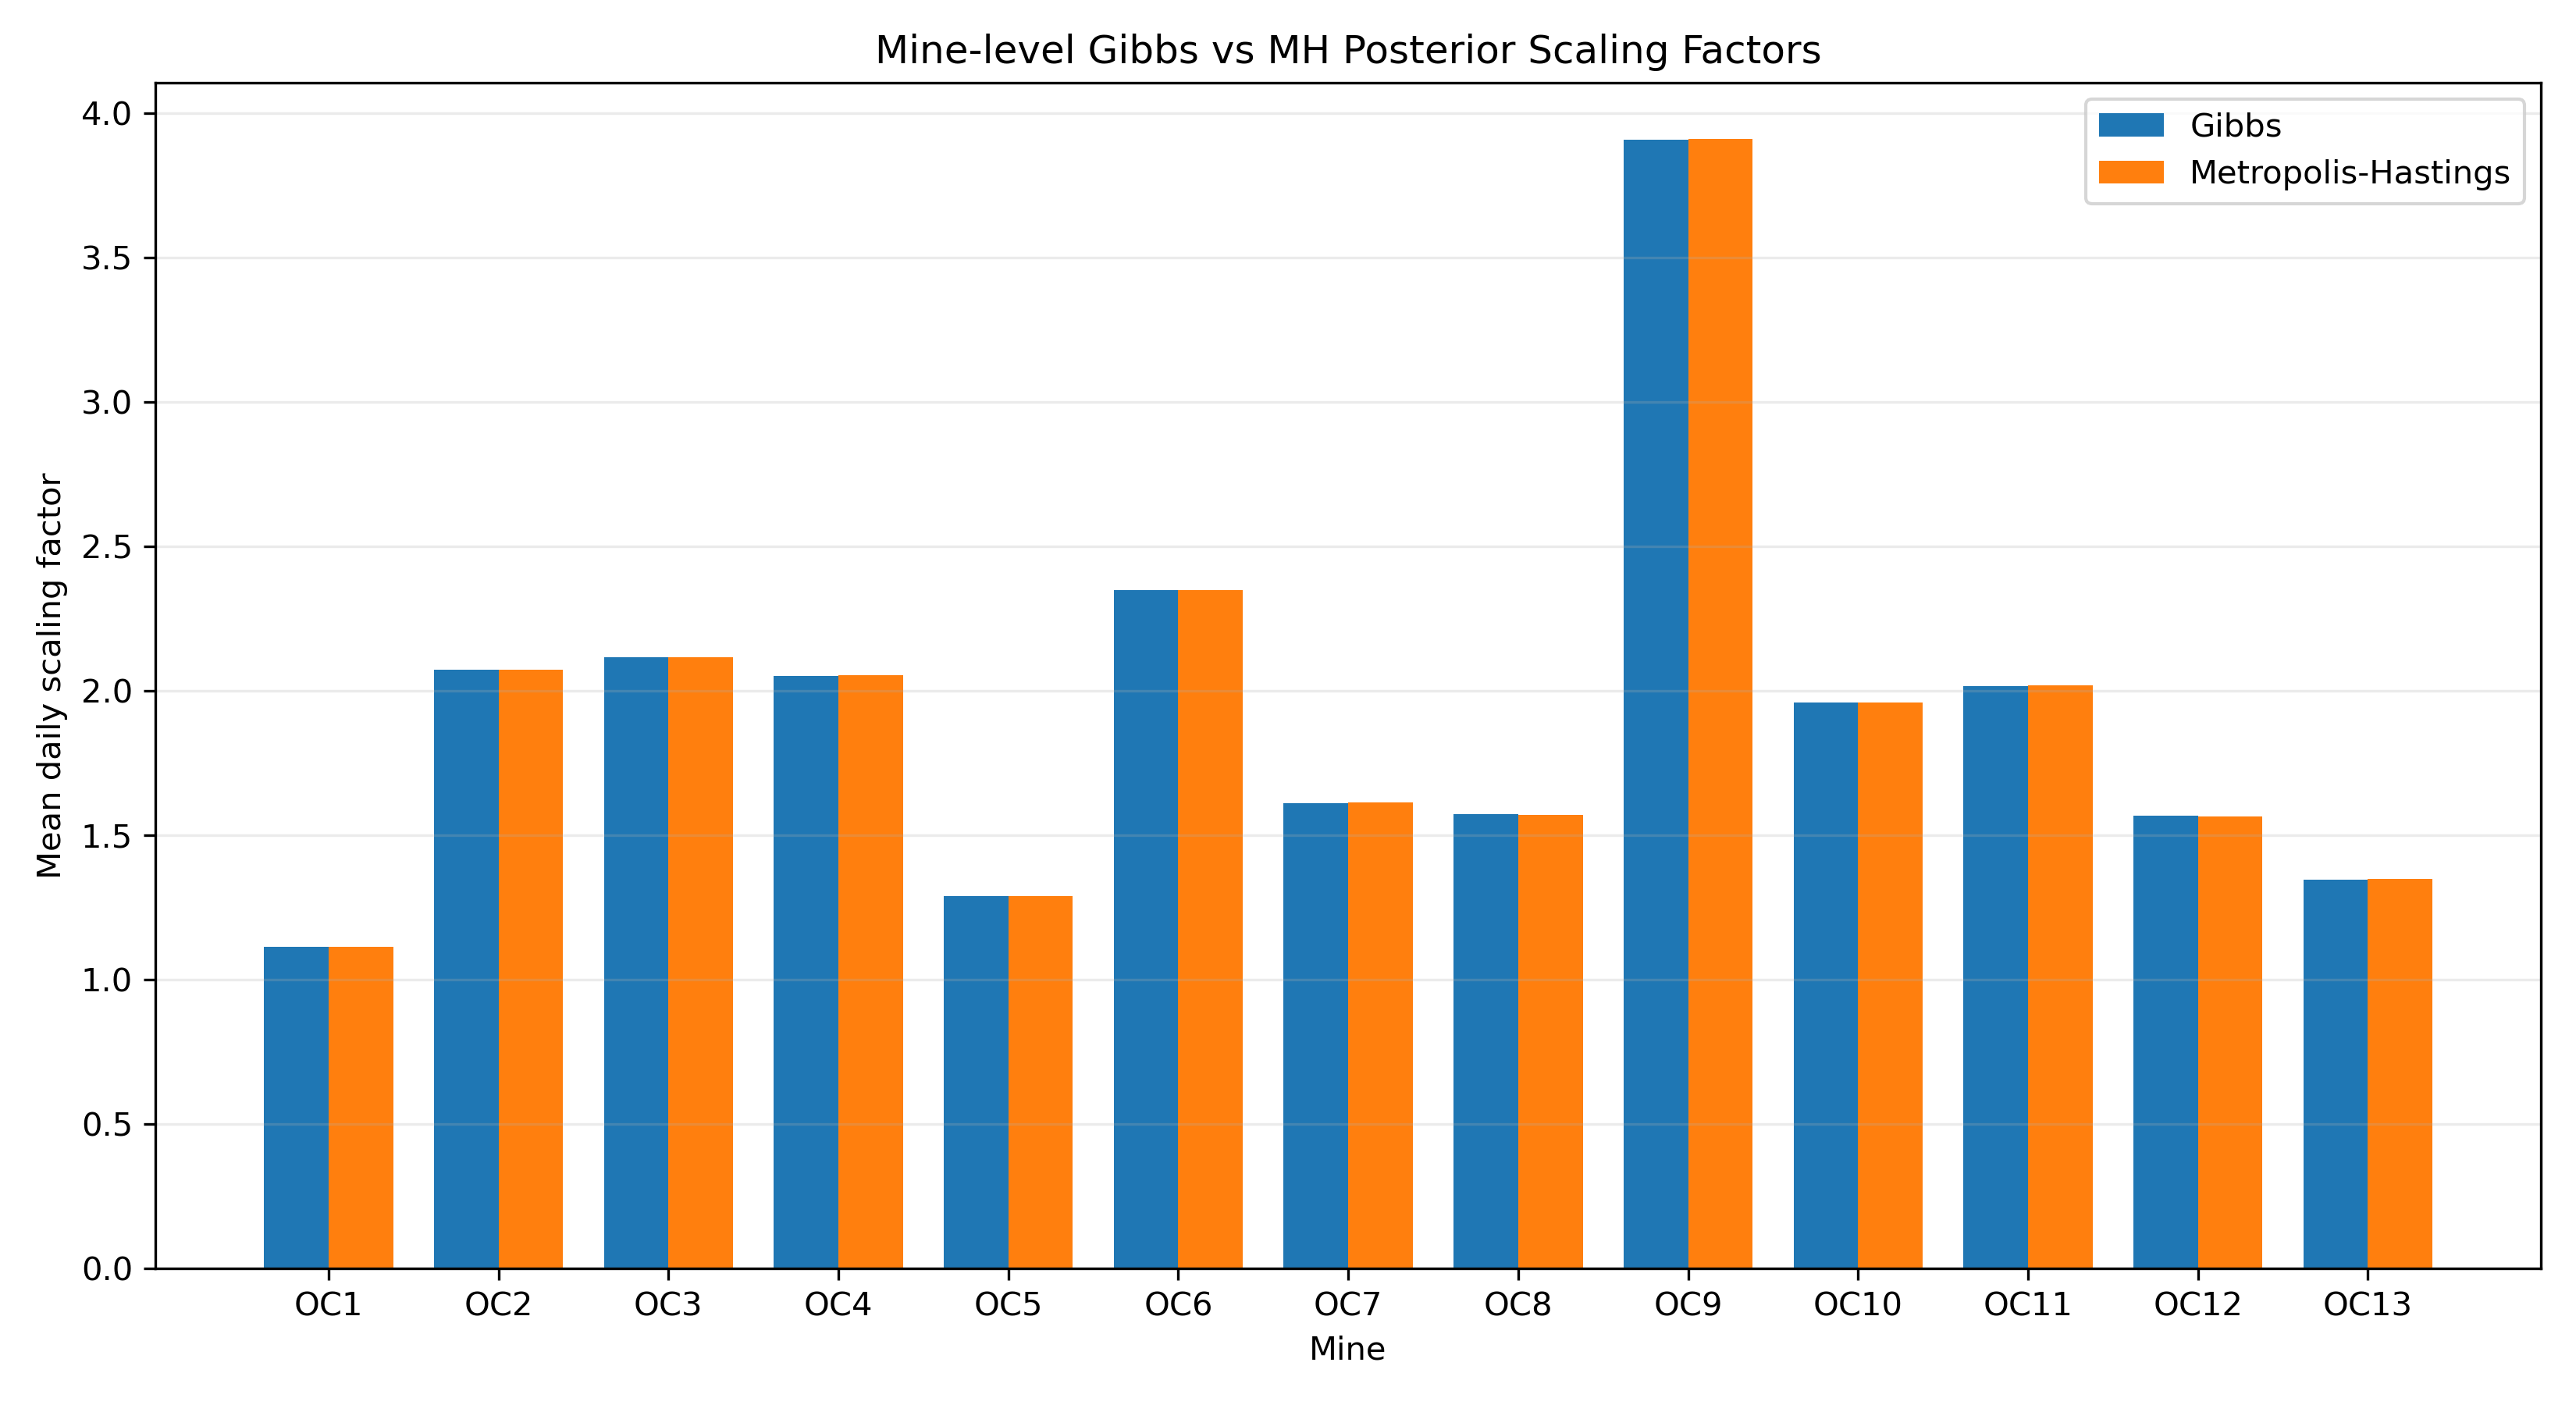 Mine-level Gibbs vs MH Posterior Scaling Factors
Gibbs
Metropolis-Hastings
Mean daily scaling factor
4.0
3.5
3.0
2.5
2.0
1.5
1.0
0.5
0.0
OC1 OC2 OC3 OC4 OC5 OC6 OC7 OC8 OC9 OC10 OC11 OC12 OC13
Mine